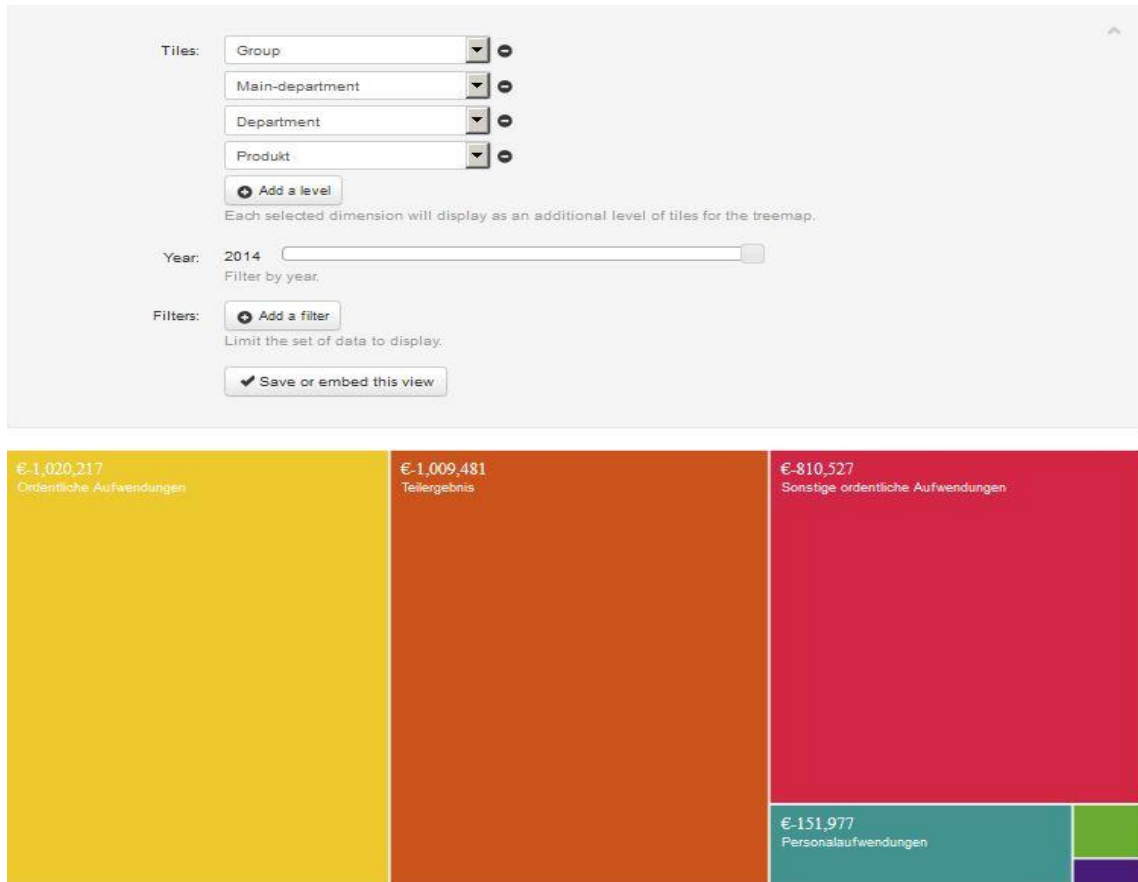 Tiles: Group
Main-department
Department
Produkt
Add a level
Each selected dimension will display as an additional level of tiles for the treemap.
Year: 2014
Filter by year.
Filters: Add a filter
Limit the set of data to display.
Save or embed this view
€-1,020,217
Ordentliche Aufwendungen
€-1,009,481
Teilergebnis
€-810,527
Sonstige ordentliche Aufwendungen
€-151,977
Personalaufwendungen